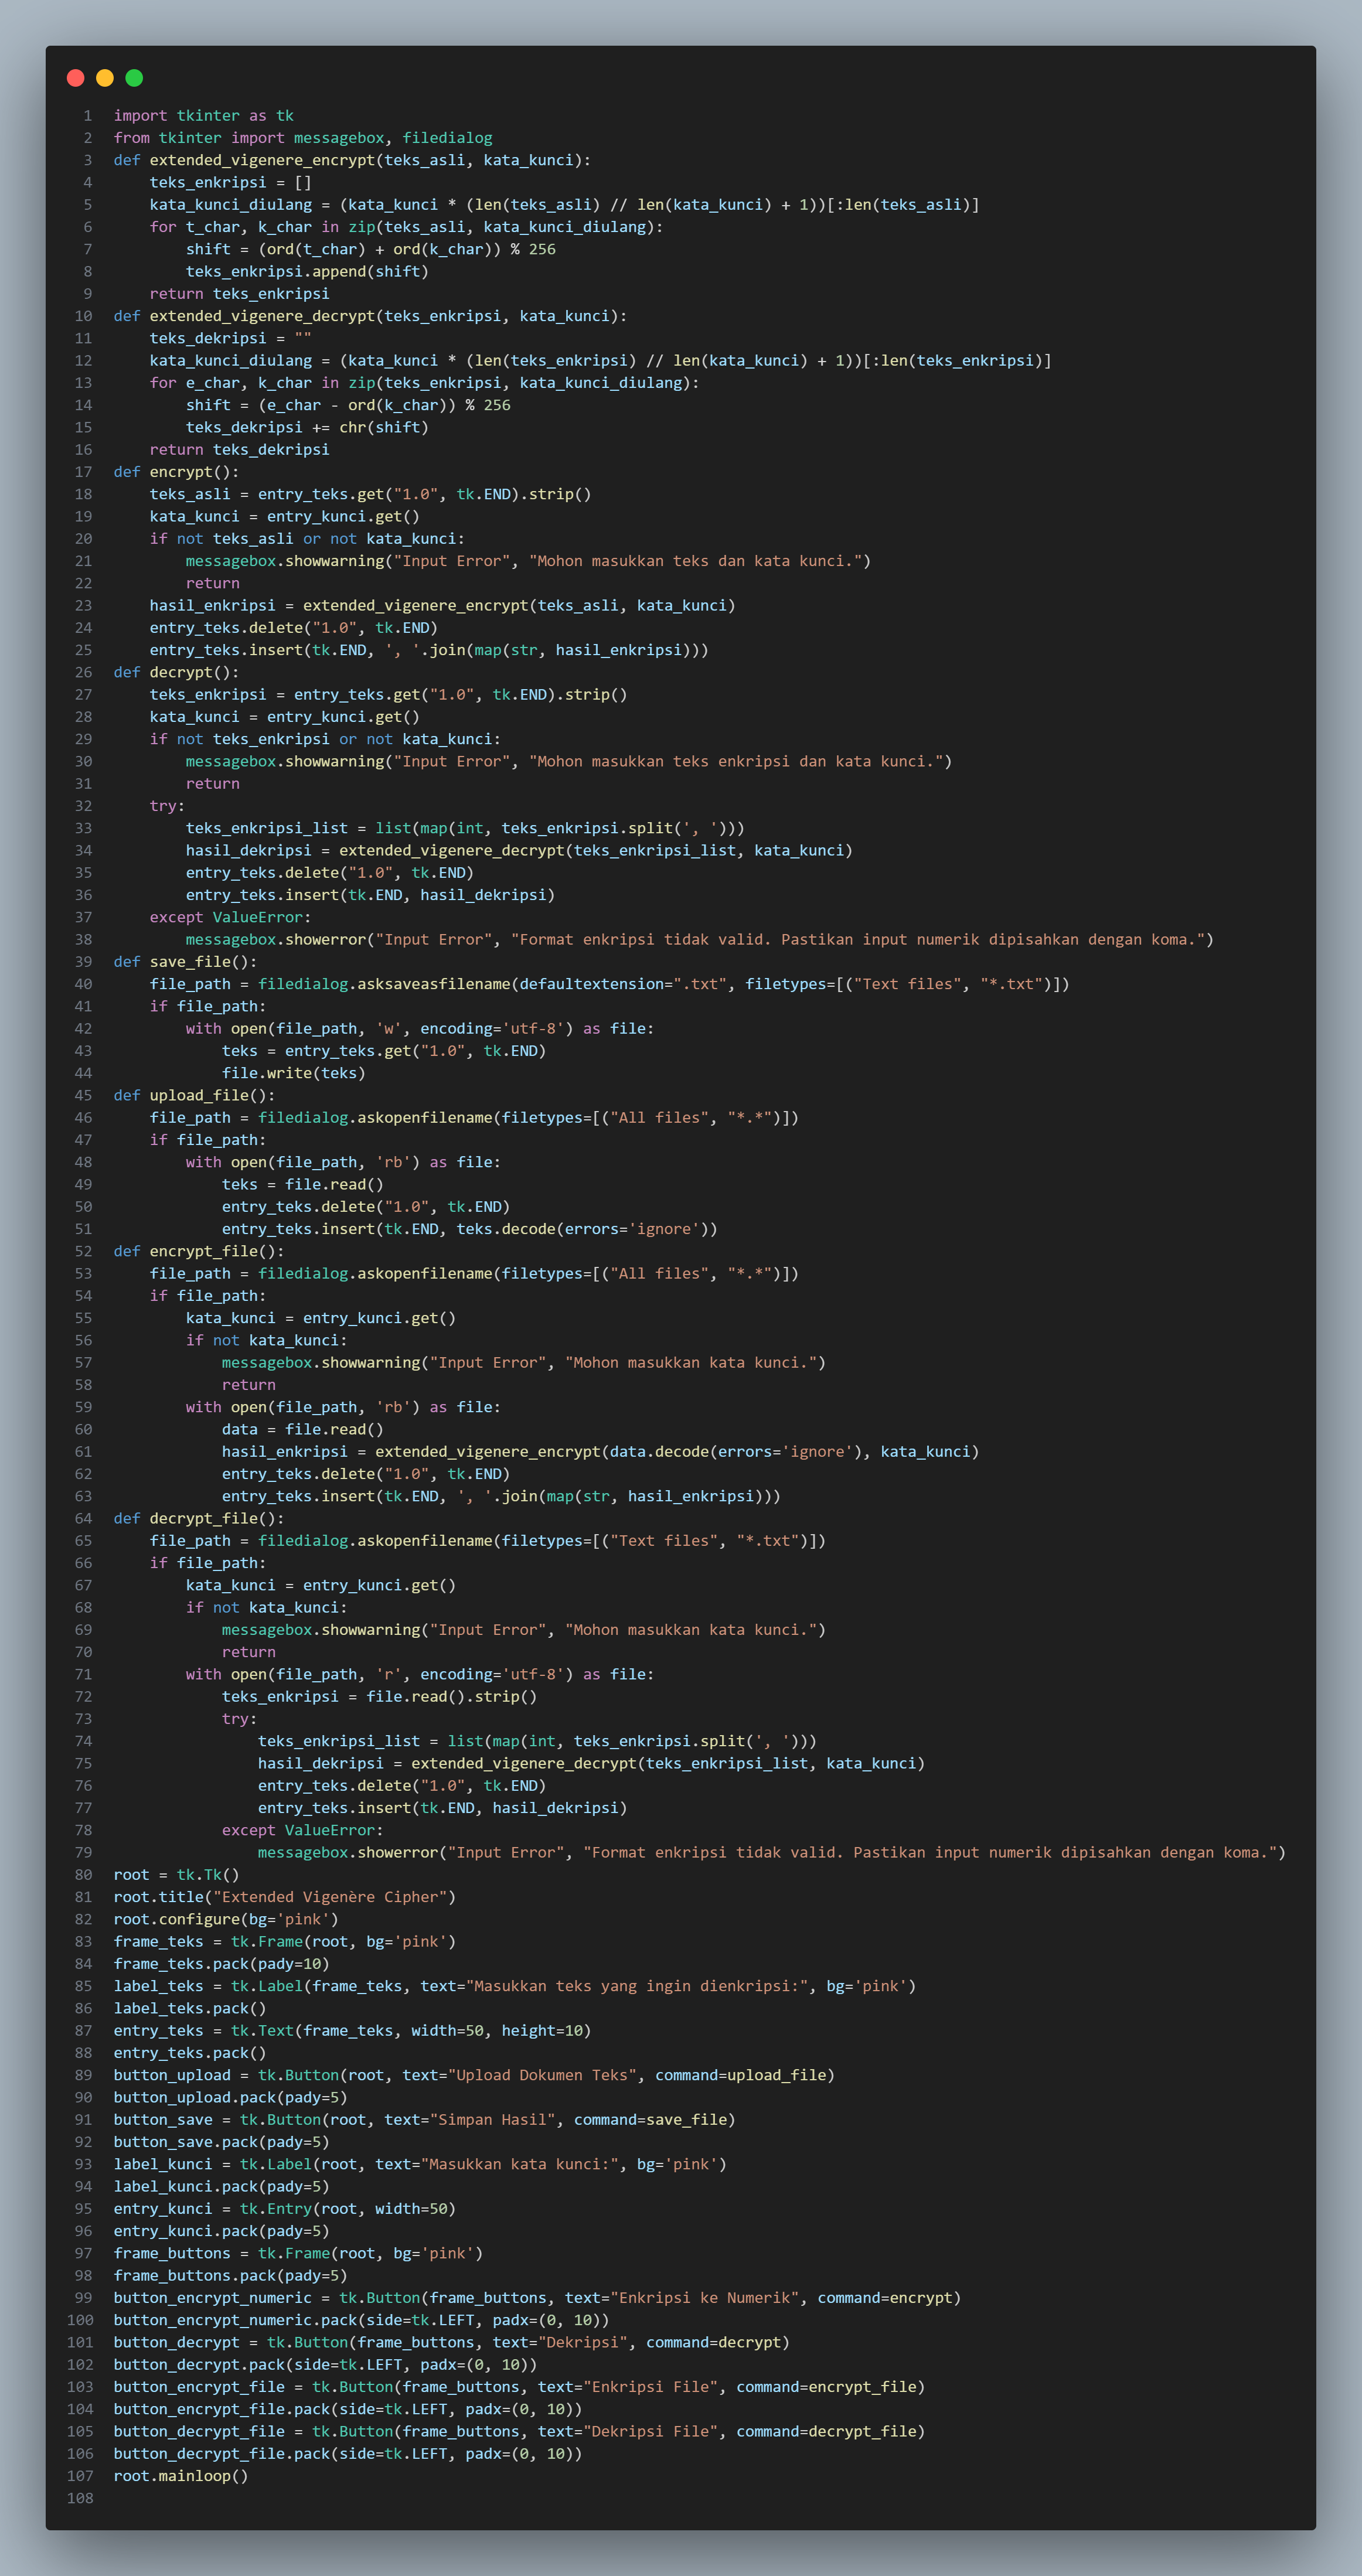 1 import tkinter as tk
2 from tkinter import messagebox, filedialog
3 def extended_vigenere_encrypt(teks_asli, kata_kunci):
4     teks_enkripsi = []
5     kata_kunci_diulang = (kata_kunci * (len(teks_asli) // len(kata_kunci) + 1))[:len(teks_asli)]
6     for t_char, k_char in zip(teks_asli, kata_kunci_diulang):
7         shift = (ord(t_char) + ord(k_char)) % 256
8         teks_enkripsi.append(shift)
9     return teks_enkripsi
10 def extended_vigenere_decrypt(teks_enkripsi, kata_kunci):
11     teks_dekripsi = ""
12     kata_kunci_diulang = (kata_kunci * (len(teks_enkripsi) // len(kata_kunci) + 1))[:len(teks_enkripsi)]
13     for e_char, k_char in zip(teks_enkripsi, kata_kunci_diulang):
14         shift = (e_char - ord(k_char)) % 256
15         teks_dekripsi += chr(shift)
16     return teks_dekripsi
17 def encrypt():
18     teks_asli = entry_teks.get("1.0", tk.END).strip()
19     kata_kunci = entry_kunci.get()
20     if not teks_asli or not kata_kunci:
21         messagebox.showwarning("Input Error", "Mohon masukkan teks dan kata kunci.")
22         return
23     hasil_enkripsi = extended_vigenere_encrypt(teks_asli, kata_kunci)
24     entry_teks.delete("1.0", tk.END)
25     entry_teks.insert(tk.END, ', '.join(map(str, hasil_enkripsi)))
26 def decrypt():
27     teks_enkripsi = entry_teks.get("1.0", tk.END).strip()
28     kata_kunci = entry_kunci.get()
29     if not teks_enkripsi or not kata_kunci:
30         messagebox.showwarning("Input Error", "Mohon masukkan teks enkripsi dan kata kunci.")
31         return
32     try:
33         teks_enkripsi_list = list(map(int, teks_enkripsi.split(', ')))
34         hasil_dekripsi = extended_vigenere_decrypt(teks_enkripsi_list, kata_kunci)
35         entry_teks.delete("1.0", tk.END)
36         entry_teks.insert(tk.END, hasil_dekripsi)
37     except ValueError:
38         messagebox.showerror("Input Error", "Format enkripsi tidak valid. Pastikan input numerik dipisahkan dengan koma.")
39 def save_file():
40     file_path = filedialog.asksaveasfilename(defaultextension=".txt", filetypes=[("Text files", "*.txt")])
41     if file_path:
42         with open(file_path, 'w', encoding='utf-8') as file:
43             teks = entry_teks.get("1.0", tk.END)
44             file.write(teks)
45 def upload_file():
46     file_path = filedialog.askopenfilename(filetypes=[("All files", "*.*")])
47     if file_path:
48         with open(file_path, 'rb') as file:
49             teks = file.read()
50             entry_teks.delete("1.0", tk.END)
51             entry_teks.insert(tk.END, teks.decode(errors='ignore'))
52 def encrypt_file():
53     file_path = filedialog.askopenfilename(filetypes=[("All files", "*.*")])
54     if file_path:
55         kata_kunci = entry_kunci.get()
56         if not kata_kunci:
57             messagebox.showwarning("Input Error", "Mohon masukkan kata kunci.")
58             return
59         with open(file_path, 'rb') as file:
60             data = file.read()
61             hasil_enkripsi = extended_vigenere_encrypt(data.decode(errors='ignore'), kata_kunci)
62             entry_teks.delete("1.0", tk.END)
63             entry_teks.insert(tk.END, ', '.join(map(str, hasil_enkripsi)))
64 def decrypt_file():
65     file_path = filedialog.askopenfilename(filetypes=[("Text files", "*.txt")])
66     if file_path:
67         kata_kunci = entry_kunci.get()
68         if not kata_kunci:
69             messagebox.showwarning("Input Error", "Mohon masukkan kata kunci.")
70             return
71         with open(file_path, 'r', encoding='utf-8') as file:
72             teks_enkripsi = file.read().strip()
73             try:
74                 teks_enkripsi_list = list(map(int, teks_enkripsi.split(', ')))
75                 hasil_dekripsi = extended_vigenere_decrypt(teks_enkripsi_list, kata_kunci)
76                 entry_teks.delete("1.0", tk.END)
77                 entry_teks.insert(tk.END, hasil_dekripsi)
78             except ValueError:
79                 messagebox.showerror("Input Error", "Format enkripsi tidak valid. Pastikan input numerik dipisahkan dengan koma.")
80 root = tk.Tk()
81 root.title("Extended Vigenère Cipher")
82 root.configure(bg='pink')
83 frame_teks = tk.Frame(root, bg='pink')
84 frame_teks.pack(pady=10)
85 label_teks = tk.Label(frame_teks, text="Masukkan teks yang ingin dienkripsi:", bg='pink')
86 label_teks.pack()
87 entry_teks = tk.Text(frame_teks, width=50, height=10)
88 entry_teks.pack()
89 button_upload = tk.Button(root, text="Upload Dokumen Teks", command=upload_file)
90 button_upload.pack(pady=5)
91 button_save = tk.Button(root, text="Simpan Hasil", command=save_file)
92 button_save.pack(pady=5)
93 label_kunci = tk.Label(root, text="Masukkan kata kunci:", bg='pink')
94 label_kunci.pack(pady=5)
95 entry_kunci = tk.Entry(root, width=50)
96 entry_kunci.pack(pady=5)
97 frame_buttons = tk.Frame(root, bg='pink')
98 frame_buttons.pack(pady=5)
99 button_encrypt_numeric = tk.Button(frame_buttons, text="Enkripsi ke Numerik", command=encrypt)
100 button_encrypt_numeric.pack(side=tk.LEFT, padx=(0, 10))
101 button_decrypt = tk.Button(frame_buttons, text="Dekripsi", command=decrypt)
102 button_decrypt.pack(side=tk.LEFT, padx=(0, 10))
103 button_encrypt_file = tk.Button(frame_buttons, text="Enkripsi File", command=encrypt_file)
104 button_encrypt_file.pack(side=tk.LEFT, padx=(0, 10))
105 button_decrypt_file = tk.Button(frame_buttons, text="Dekripsi File", command=decrypt_file)
106 button_decrypt_file.pack(side=tk.LEFT, padx=(0, 10))
107 root.mainloop()
108